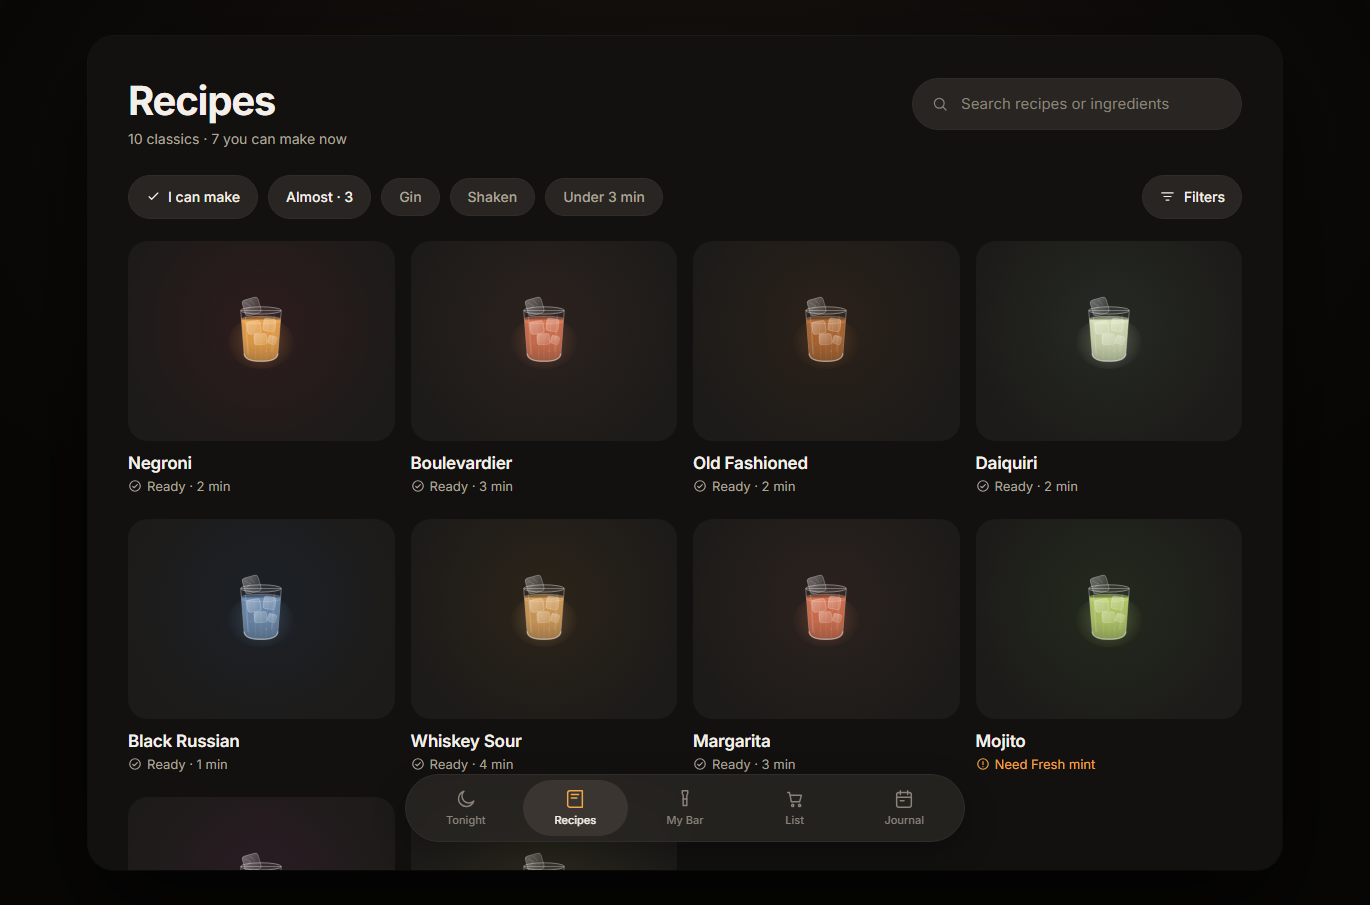 Recipes
10 classics · 7 you can make now
Search recipes or ingredients
I can make
Almost · 3
Gin
Shaken
Under 3 min
Filters
Negroni
Ready · 2 min
Boulevardier
Ready · 3 min
Old Fashioned
Ready · 2 min
Daiquiri
Ready · 2 min
Black Russian
Ready · 1 min
Whiskey Sour
Ready · 4 min
Margarita
Ready · 3 min
Mojito
Need Fresh mint
Tonight
Recipes
My Bar
List
Journal